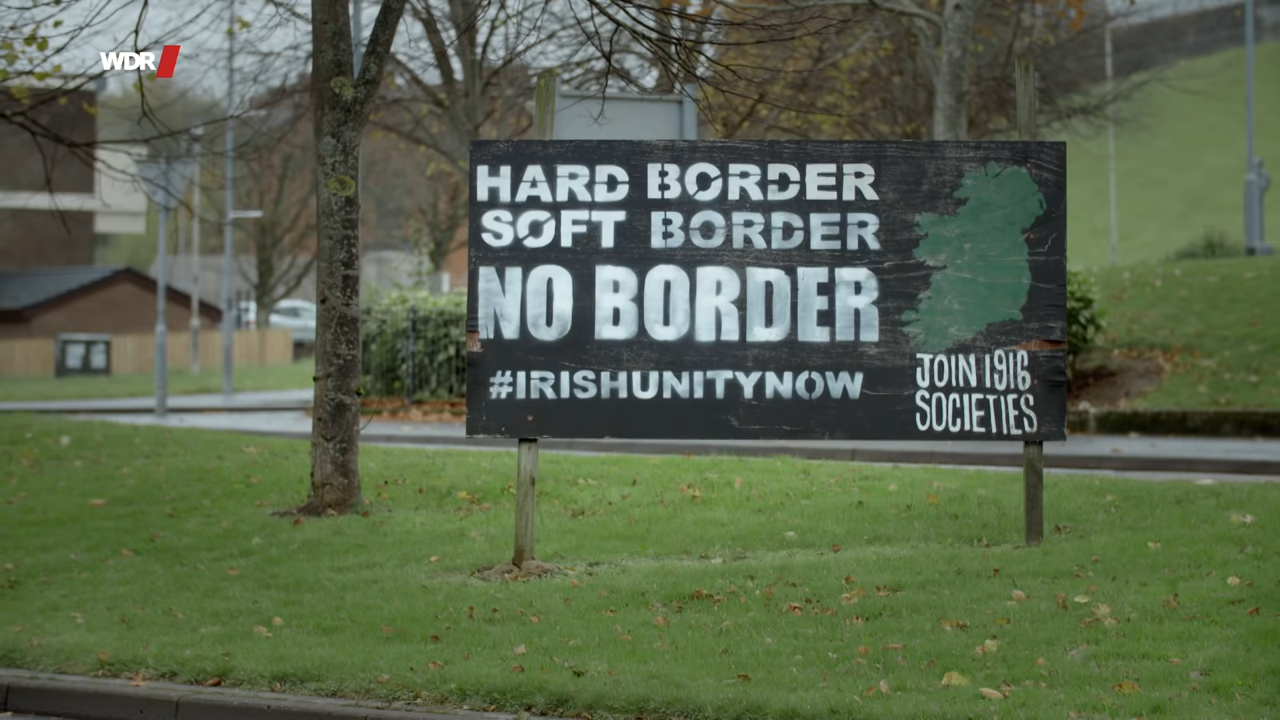 WDR
HARD BORDER
SOFT BORDER
NO BORDER
#IRISHUNITYNOW
JOIN 1916
SOCIETIES